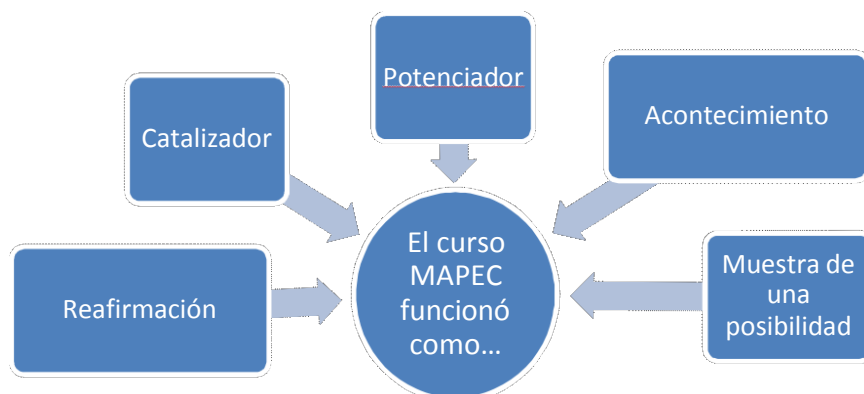 Potenciador
Catalizador
Acontecimiento
Reafirmación
El curso
MAPEC
funcionó
como...
Muestra de
una
posibilidad